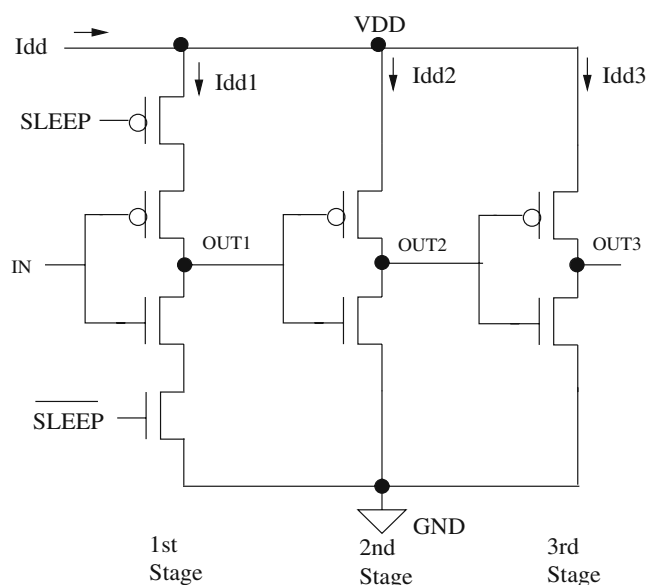 VDD
Idd
Idd1
Idd2
Idd3
SLEEP
IN
OUT1
OUT2
OUT3
SLEEP
GND
1st
Stage
2nd
Stage
3rd
Stage